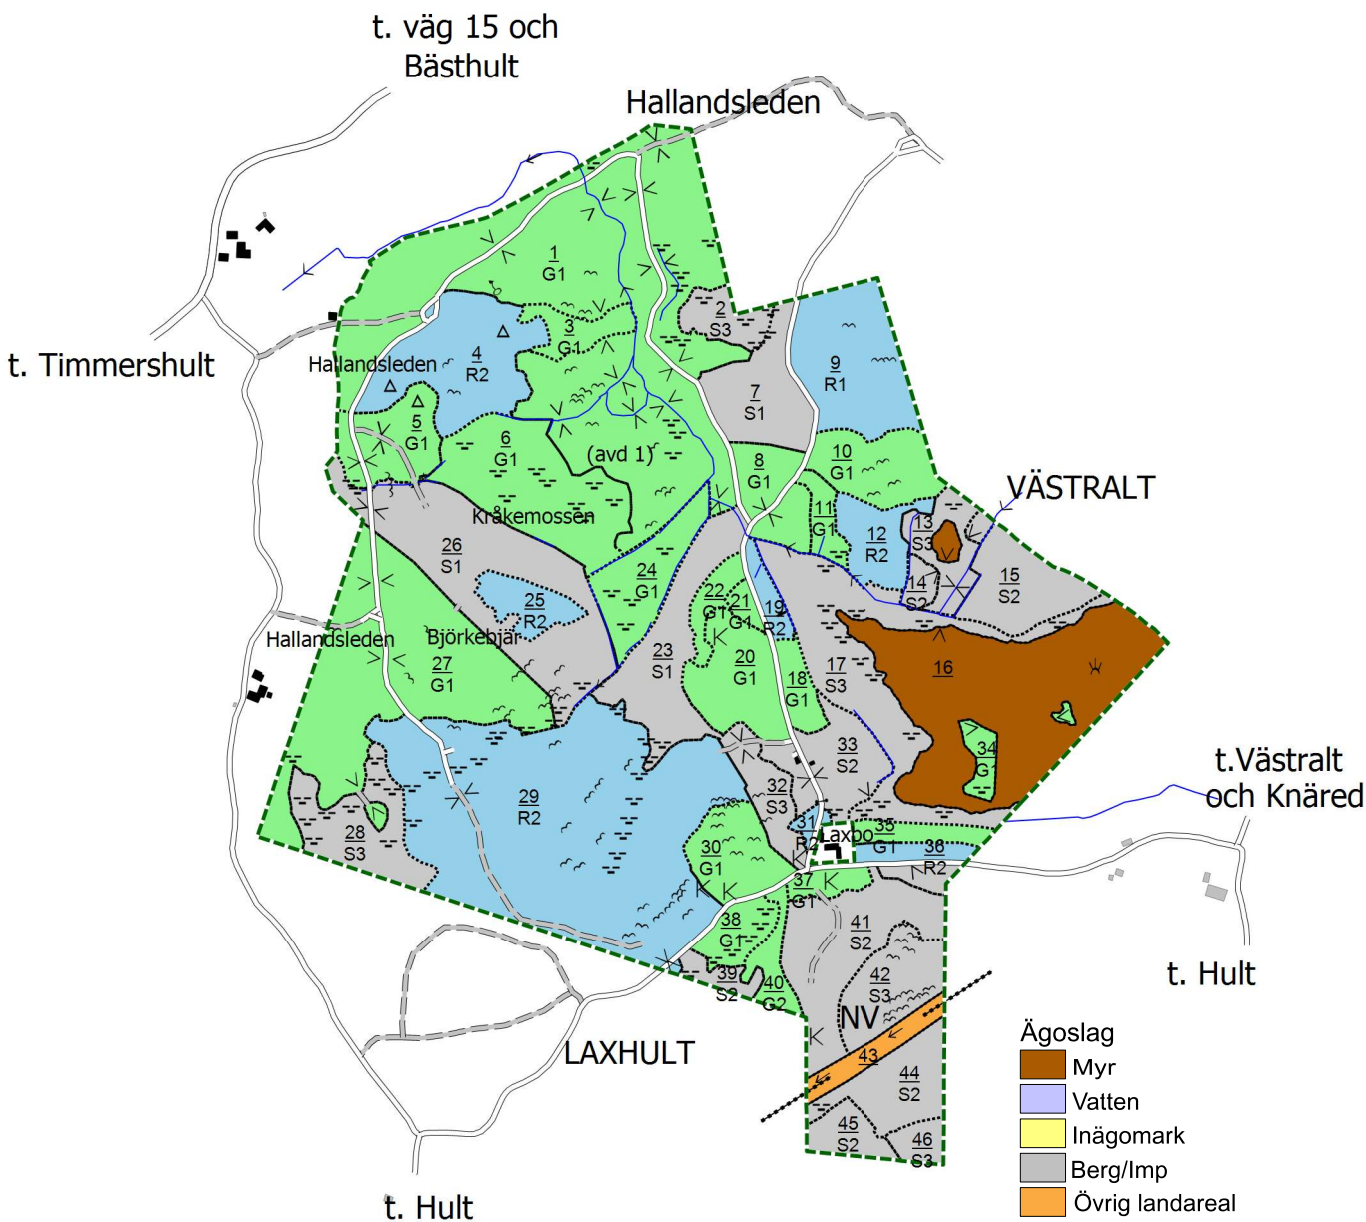 t. väg 15 och
Bästhult
Hallandsleden
1
G1
2
S3
3
G1
t. Timmershult
Hallandsleden
4
R2
9
R1
7
S1
5
G1
6
G1
(avd 1)
8
G1
10
G1
VÄSTRALT
Kråkemossen
11
G1
12
R2
13
S3
26
S1
24
G1
14
S2
15
S2
25
R2
22
G1
21
G1
19
R2
Hallandsleden
Björkebjär
27
G1
23
S1
20
G1
18
G1
17
S3
16
33
S2
34
G
t.Västralt
och Knäred
32
S3
29
R2
28
S3
31
R2
Laxbo
35
G1
36
R2
30
G1
37
G1
38
G1
41
S2
39
S2
40
G2
42
S3
t. Hult
NV
LAXHULT
43
44
S2
45
S2
46
S3
t. Hult
Ägoslag
Myr
Vatten
Inägomark
Berg/Imp
Övrig landareal